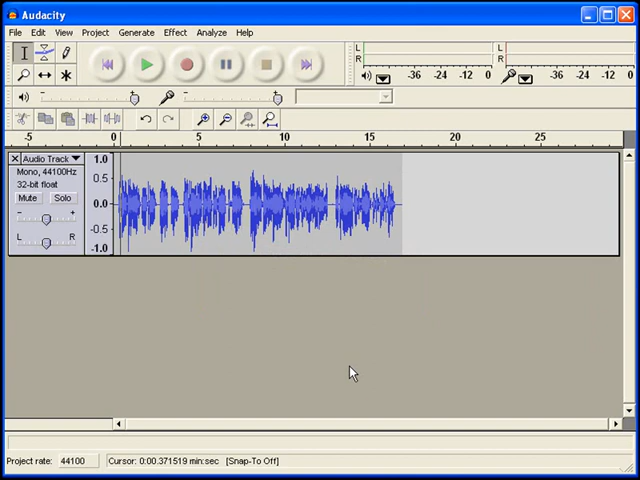 Audacity
File Edit View Project Generate Effect Analyze Help
L
R
-36 -24 -12 0
L
R
-36 -24 -12 0
- +
- +
-5 0 5 10 15 20 25
X Audio Track
Mono, 44100Hz
32-bit float
Mute Solo
- +
L R
1.0
0.5
0.0
-0.5
-1.0
Project rate: 44100 Cursor: 0:00.371519 min:sec [Snap-To Off]